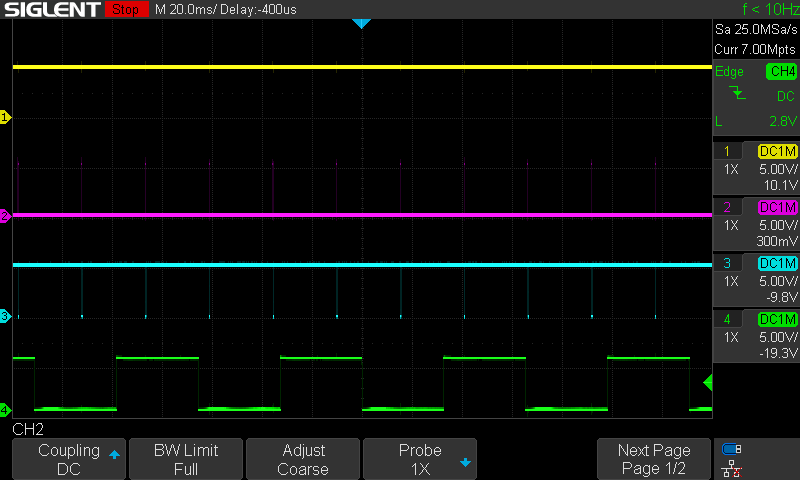 SIGLENT Stop M 20.0ms/ Delay:-400us f < 10Hz
Sa 25.0MSa/s
Curr 7.00Mpts
Edge CH4
DC
L 2.8V
1 DC1M
1X 5.00V/
10.1V
2 DC1M
1X 5.00V/
300mV
3 DC1M
1X 5.00V/
-9.8V
4 DC1M
1X 5.00V/
-19.3V
1
2
3
4
CH2
Coupling
DC
BW Limit
Full
Adjust
Coarse
Probe
1X
Next Page
Page 1/2